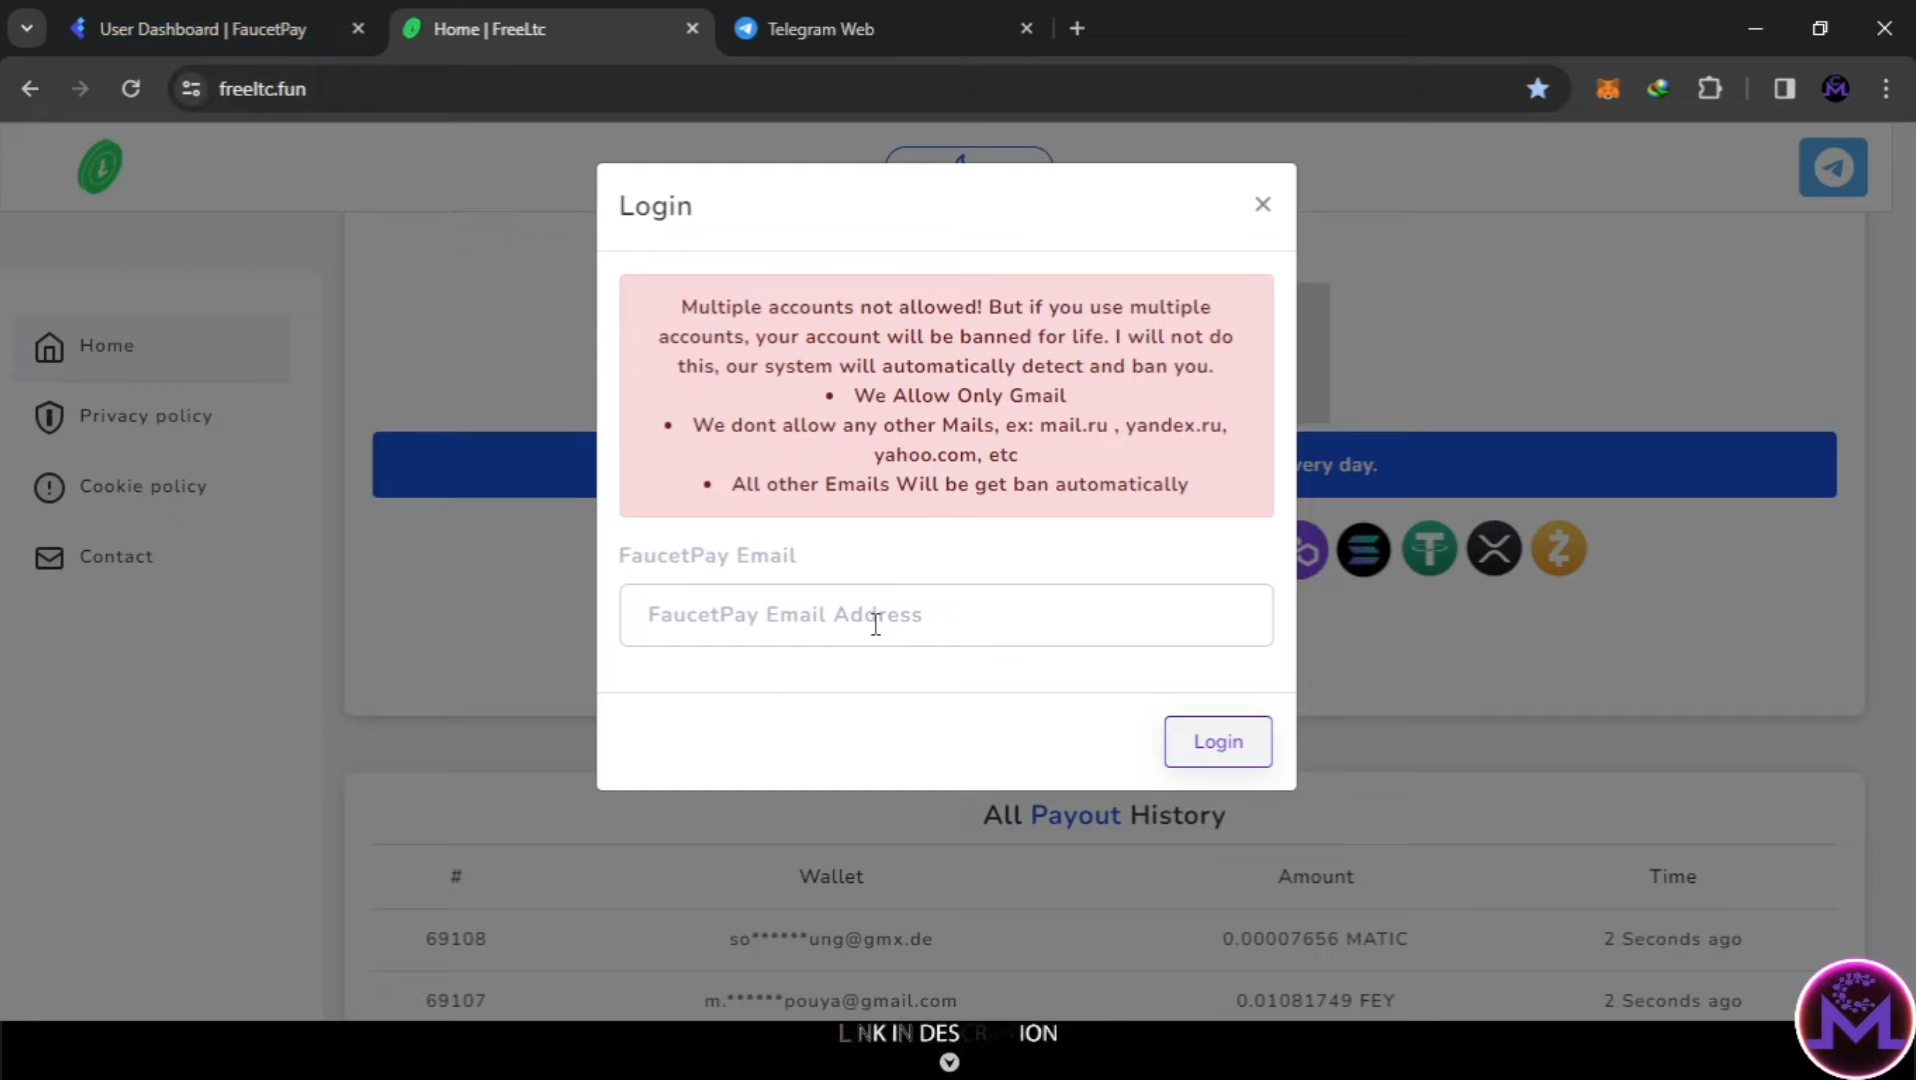 User Dashboard | FaucetPay
Home | FreeLtc
Telegram Web
freeltc.fun
Login
Multiple accounts not allowed! But if you use multiple
accounts, your account will be banned for life. I will not do
this, our system will automatically detect and ban you.
We Allow Only Gmail
We dont allow any other Mails, ex: mail.ru , yandex.ru,
yahoo.com, etc
All other Emails Will be get ban automatically
FaucetPay Email
FaucetPay Email Address
Login
Home
Privacy policy
Cookie policy
Contact
very day.
All Payout History
# Wallet Amount Time
69108 so******ung@gmx.de 0.00007656 MATIC 2 Seconds ago
69107 m.******pouya@gmail.com 0.01081749 FEY 2 Seconds ago